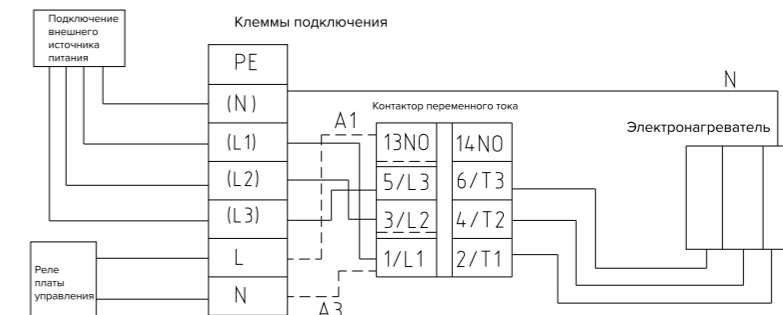 Подключение
внешнего
источника
питания
Клеммы подключения
PE
(N)
(L1)
(L2)
(L3)
L
N
Реле
платы
управления
A1
A3
Контактор переменного тока
13NO 14NO
5/L3 6/T3
3/L2 4/T2
1/L1 2/T1
N
Электронагреватель